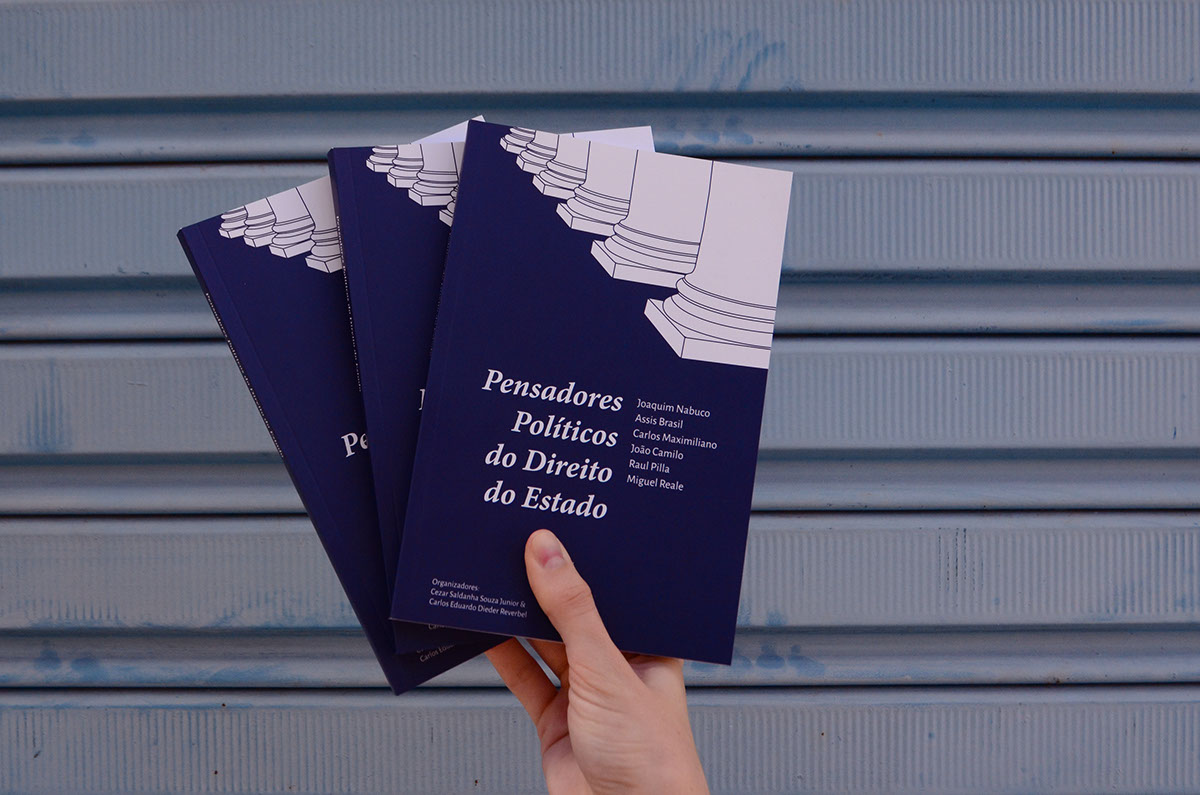 Pensadores
Políticos
do Direito
do Estado
Joaquim Nabuco
Assis Brasil
Carlos Maximiliano
João Camilo
Raul Pilla
Miguel Reale
Organizadores:
Cezar Saldanha Souza Junior &
Carlos Eduardo Dieder Reverbel
Pe